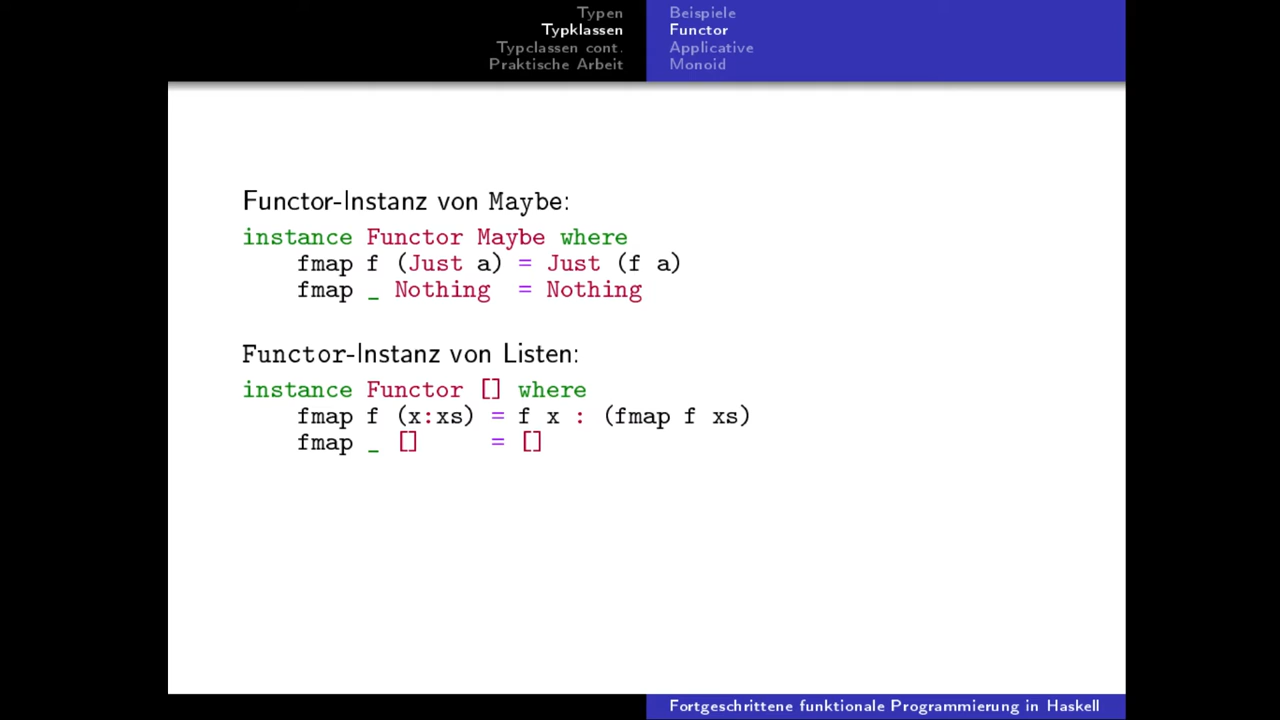 Typen
Typklassen
Typclassen cont.
Praktische Arbeit
Beispiele
Functor
Applicative
Monoid
Functor-Instanz von Maybe:
instance Functor Maybe where
    fmap f (Just a) = Just (f a)
    fmap _ Nothing  = Nothing
Functor-Instanz von Listen:
instance Functor [] where
    fmap f (x:xs) = f x : (fmap f xs)
    fmap _ []     = []
Fortgeschrittene funktionale Programmierung in Haskell